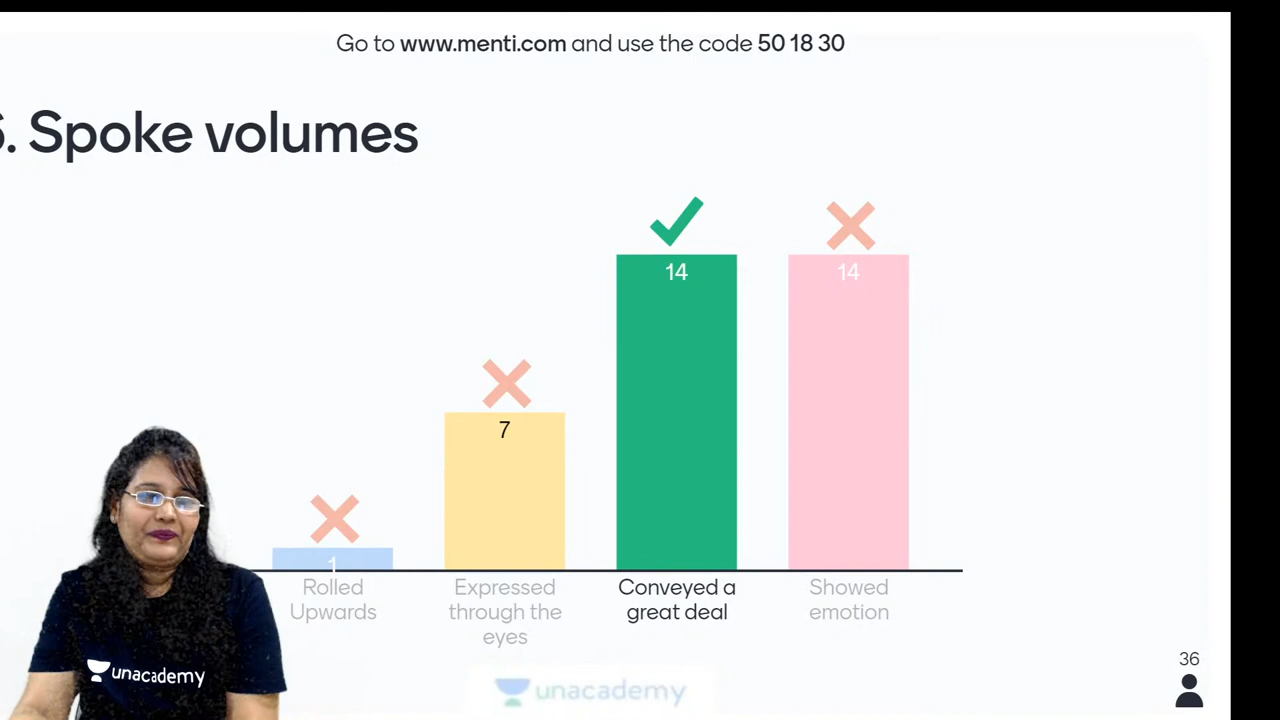 Go to www.menti.com and use the code 50 18 30
. Spoke volumes
14
14
7
1
Rolled
Upwards
Expressed
through the
eyes
Conveyed a
great deal
Showed
emotion
36
unacademy
unacademy